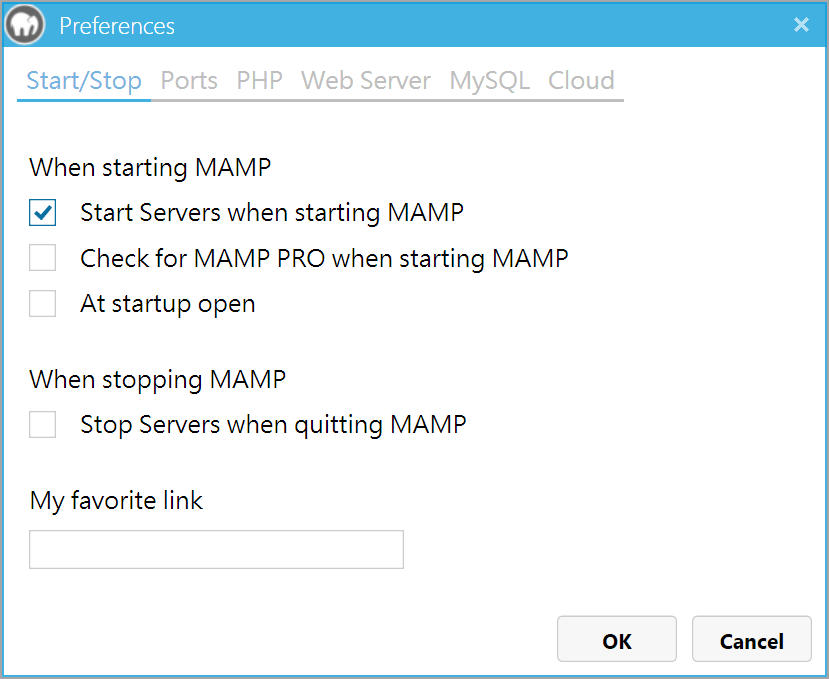 Preferences
Start/Stop Ports PHP Web Server MySQL Cloud
When starting MAMP
Start Servers when starting MAMP
Check for MAMP PRO when starting MAMP
At startup open
When stopping MAMP
Stop Servers when quitting MAMP
My favorite link
OK Cancel